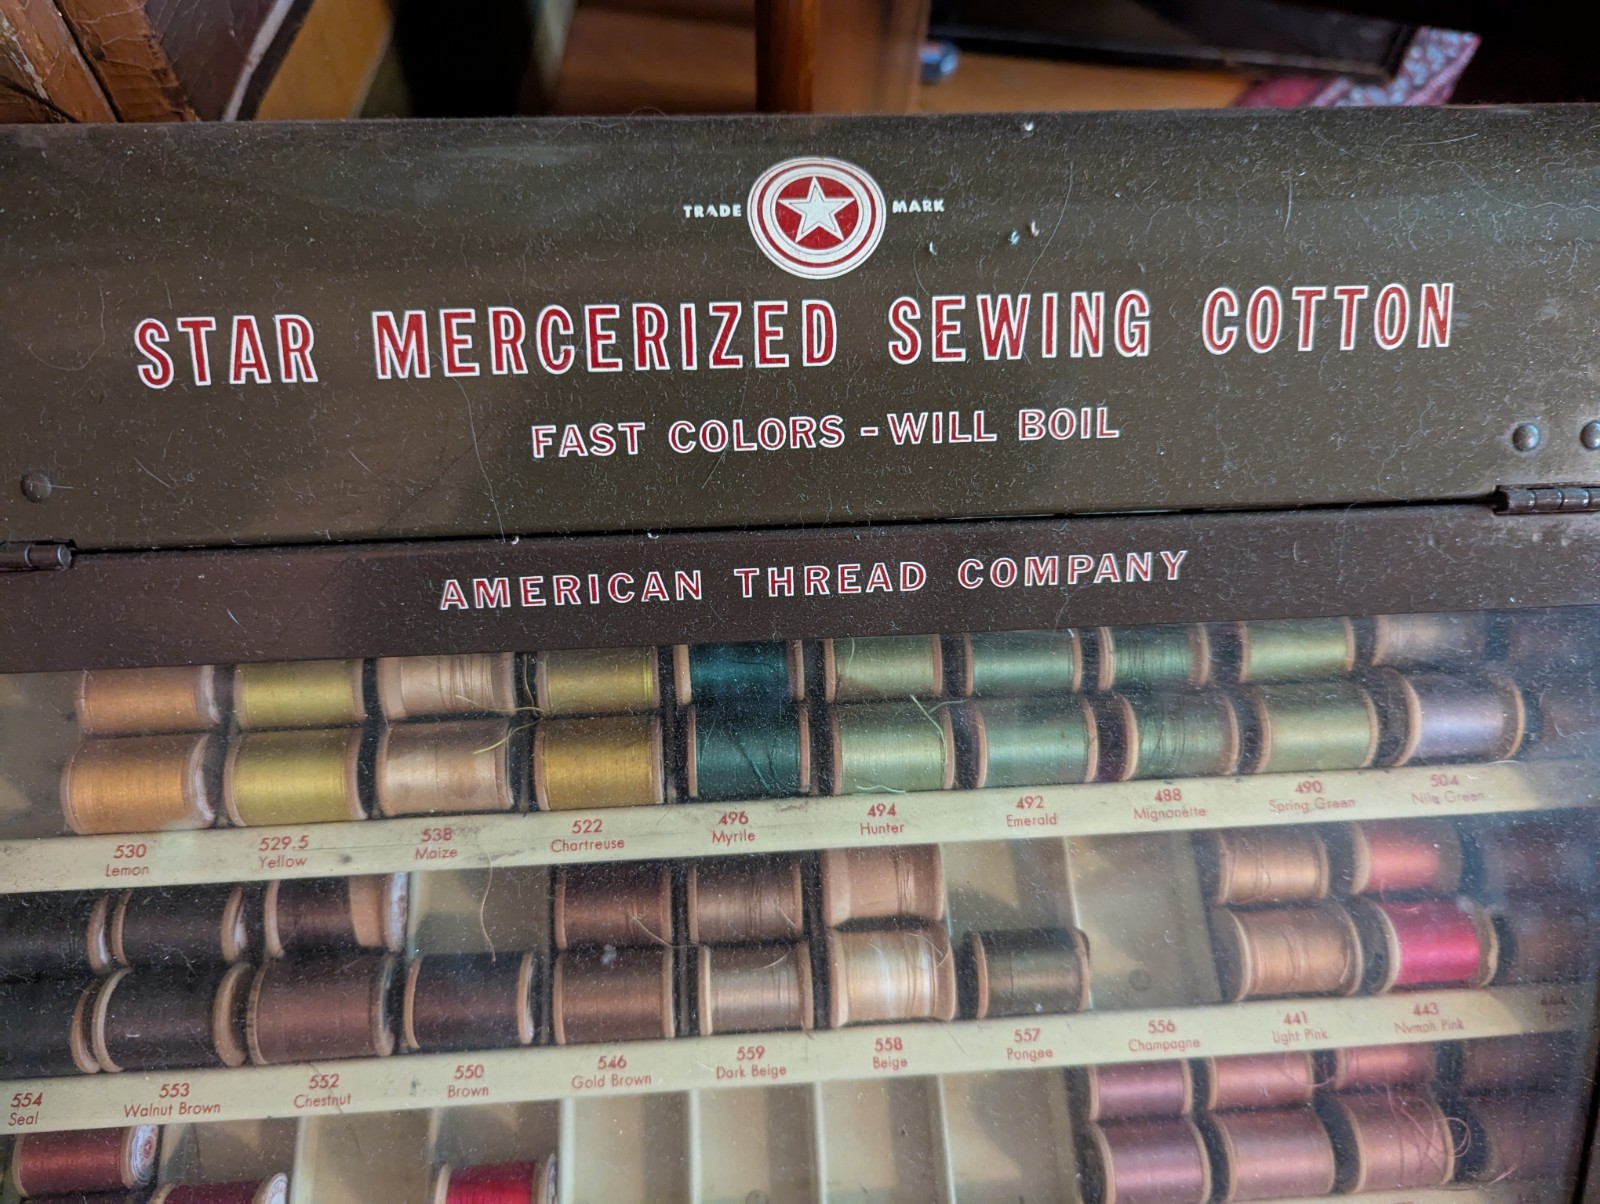 TRADE MARK
STAR MERCERIZED SEWING COTTON
FAST COLORS - WILL BOIL
AMERICAN THREAD COMPANY
530 529.5 538 522 496 494 492 488 490 504
Lemon Yellow Maize Chartreuse Myrtle Hunter Emerald Mignonette Spring Green Nile Green
554 553 552 550 546 559 558 557 556 441 443
Seal Walnut Brown Chestnut Brown Gold Brown Dark Beige Beige Pongee Champagne Light Pink Nymph Pink